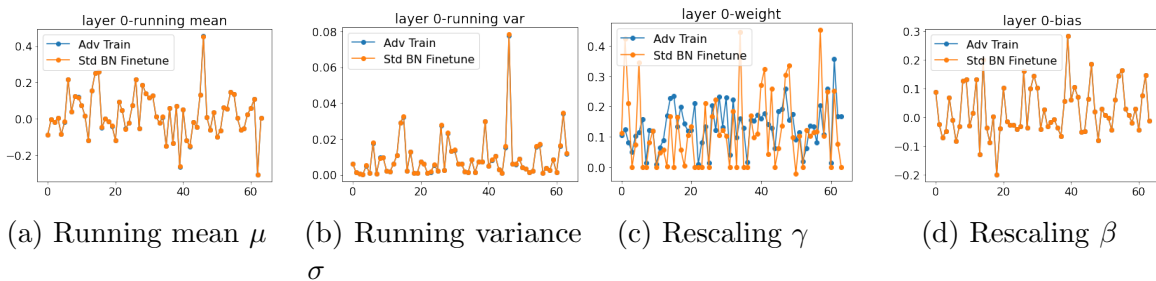 layer 0-running mean
Adv Train
Std BN Finetune
0.4
0.2
0.0
−0.2
0 20 40 60
(a) Running mean μ
layer 0-running var
Adv Train
Std BN Finetune
0.08
0.06
0.04
0.02
0.00
0 20 40 60
(b) Running variance
σ
layer 0-weight
Adv Train
Std BN Finetune
0.4
0.3
0.2
0.1
0.0
0 10 20 30 40 50 60
(c) Rescaling γ
layer 0-bias
Adv Train
Std BN Finetune
0.3
0.2
0.1
0.0
−0.1
−0.2
0 20 40 60
(d) Rescaling β